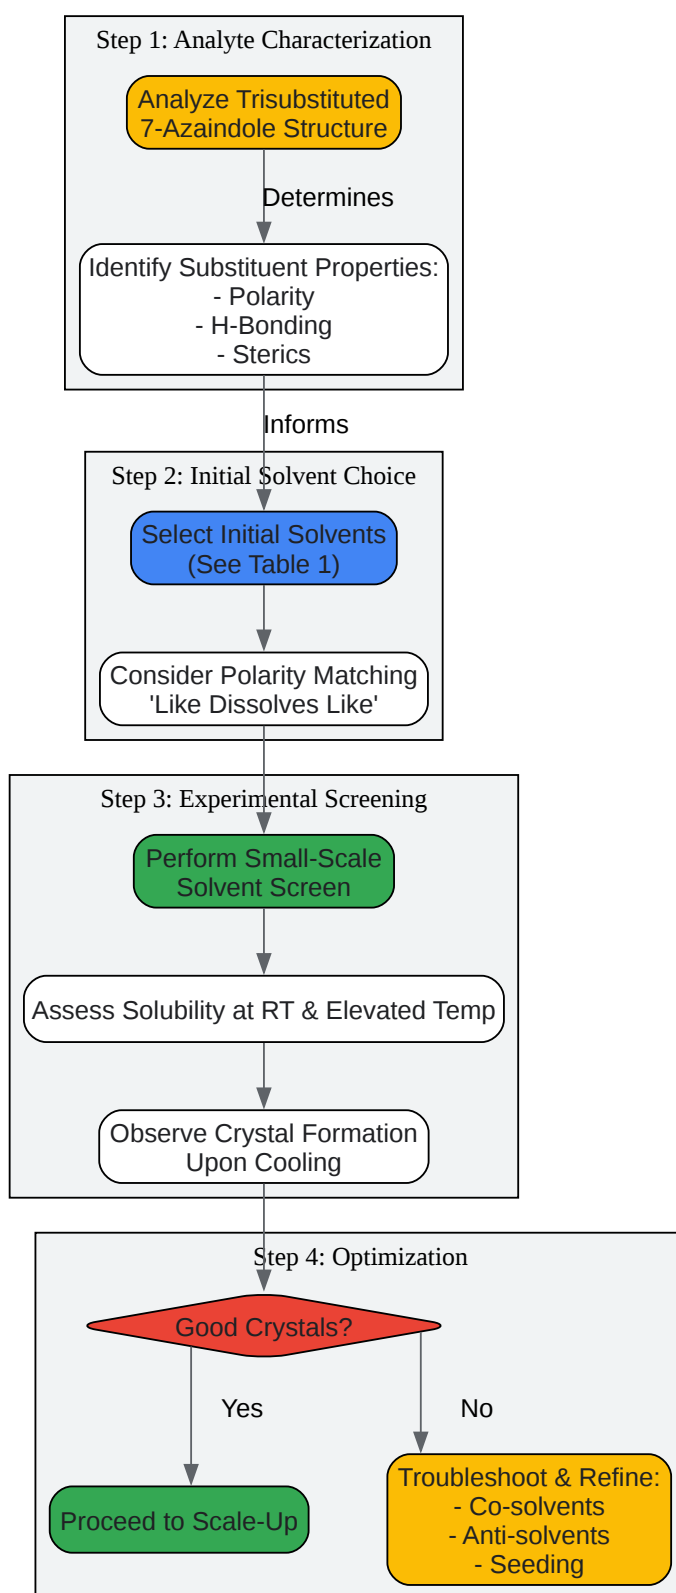 Step 1: Analyte Characterization
Analyze Trisubstituted
7-Azaindole Structure
Determines
Identify Substituent Properties:
- Polarity
- H-Bonding
- Sterics
Informs
Step 2: Initial Solvent Choice
Select Initial Solvents
(See Table 1)
Consider Polarity Matching
'Like Dissolves Like'
Step 3: Experimental Screening
Perform Small-Scale
Solvent Screen
Assess Solubility at RT & Elevated Temp
Observe Crystal Formation
Upon Cooling
Step 4: Optimization
Good Crystals?
Yes
No
Proceed to Scale-Up
Troubleshoot & Refine:
- Co-solvents
- Anti-solvents
- Seeding